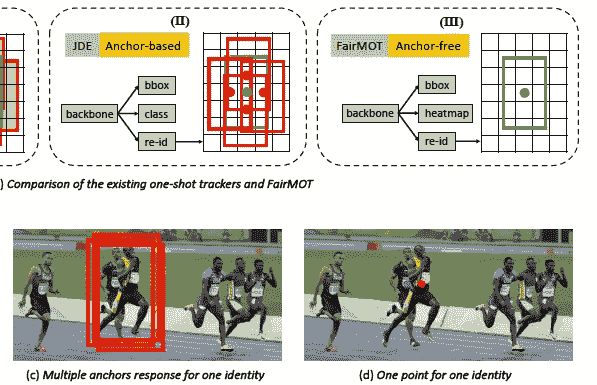 (II)
JDE Anchor-based
bbox
backbone
class
re-id
(III)
FairMOT Anchor-free
bbox
backbone
heatmap
re-id
) Comparison of the existing one-shot trackers and FairMOT
(c) Multiple anchors response for one identity
(d) One point for one identity